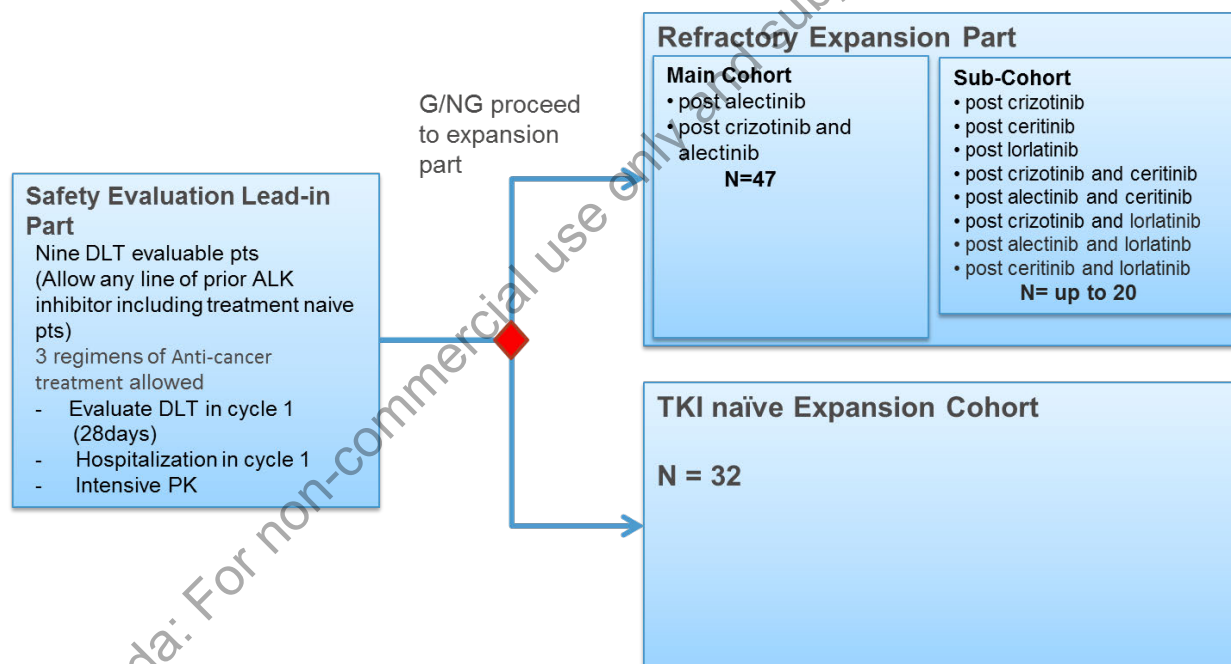 Safety Evaluation Lead-in
Part
Nine DLT evaluable pts
(Allow any line of prior ALK
inhibitor including treatment naive
pts)
3 regimens of Anti-cancer
treatment allowed
- Evaluate DLT in cycle 1
(28days)
- Hospitalization in cycle 1
- Intensive PK
G/NG proceed
to expansion
part
Refractory Expansion Part
Main Cohort
• post alectinib
• post crizotinib and
alectinib
N=47
Sub-Cohort
• post crizotinib
• post ceritinib
• post lorlatinib
• post crizotinib and ceritinib
• post alectinib and ceritinib
• post crizotinib and lorlatinib
• post alectinib and lorlatinb
• post ceritinib and lorlatinib
N= up to 20
TKI naïve Expansion Cohort
N = 32
For non-commercial use only and